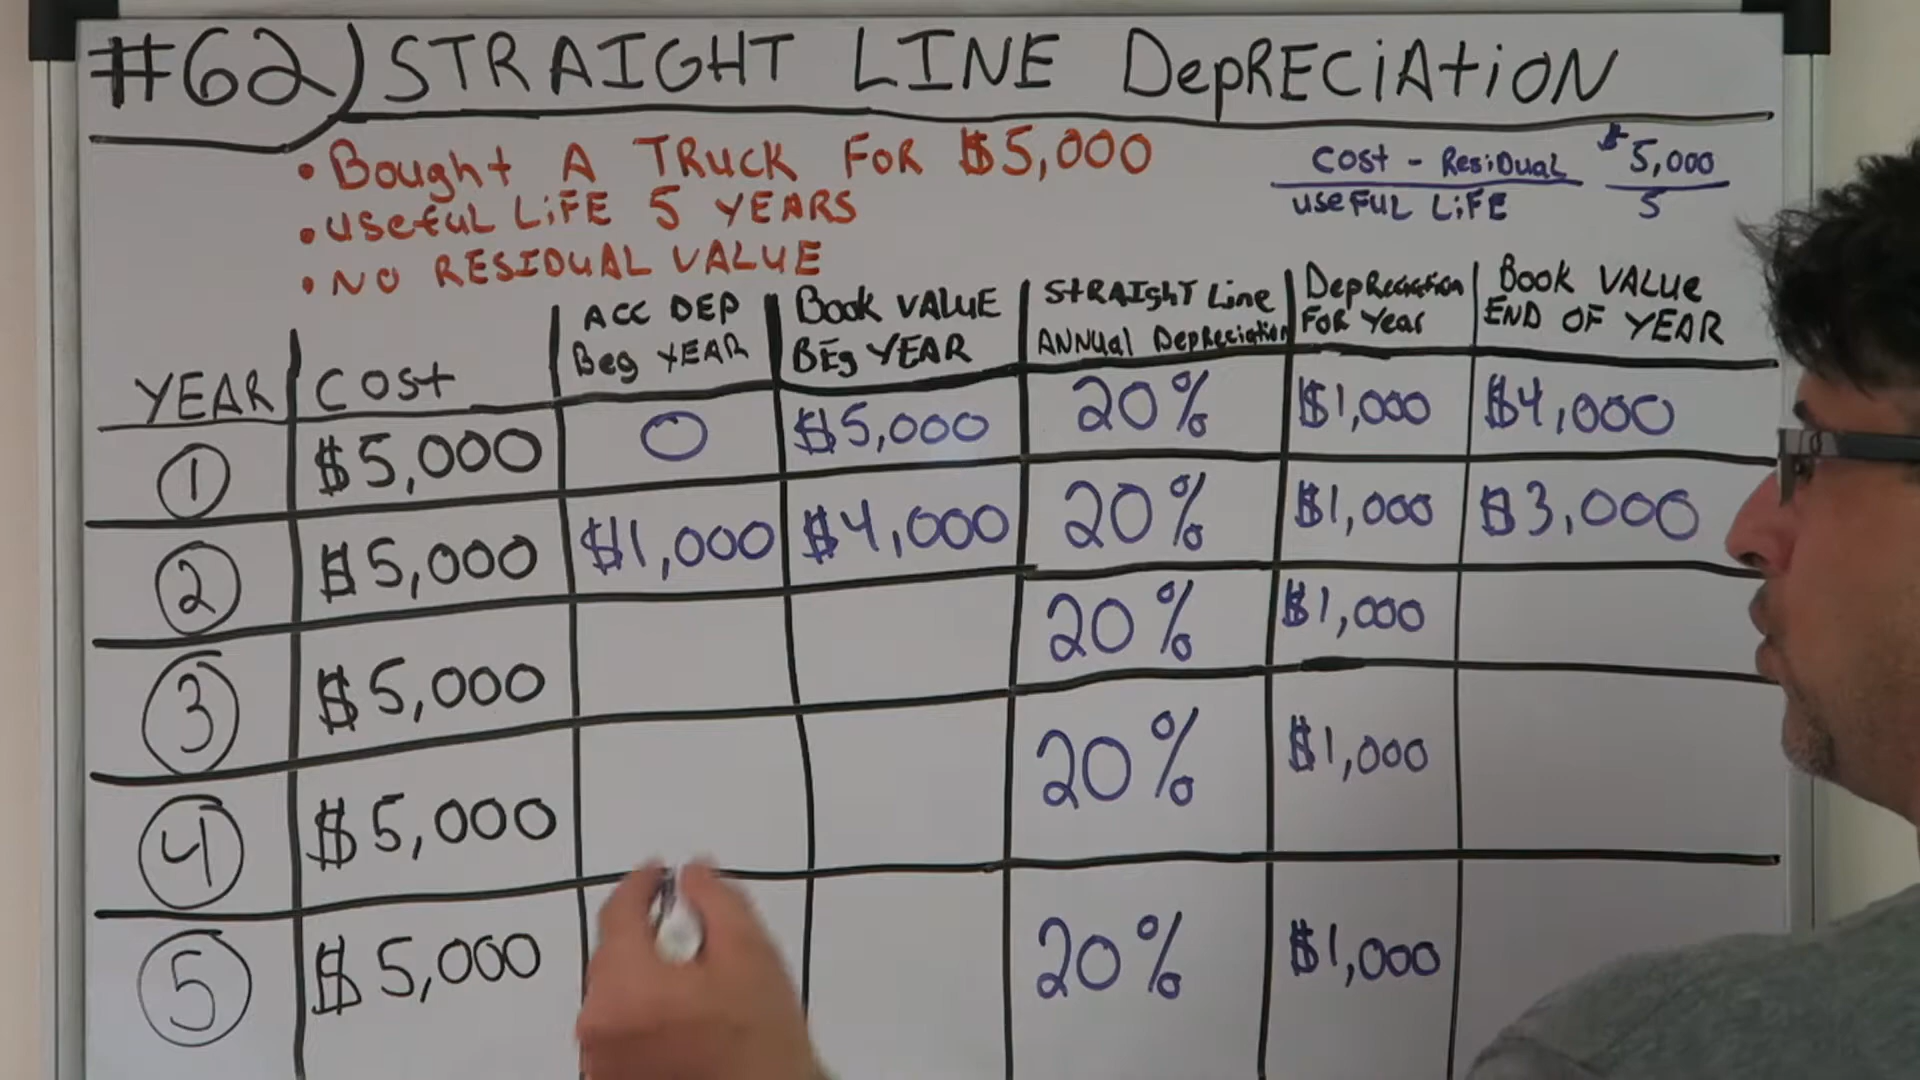 #62) STRAIGHT LINE DepRECiAtiON
• Bought A TRUCK FOR $5,000
• useful LiFE 5 YEARS
• NO RESIDUAL VALUE
Cost - ResiDual
useFUL LiFE
$5,000
5
YEAR
Cost
ACC DEP
Beg YEAR
Book VALUE
BEg YEAR
StRAIghT Line
ANNUal Depreciation
Depreciation
FOR Year
Book VALUe
END OF YEAR
1 $5,000 0 $5,000 20% $1,000 $4,000
2 $5,000 $1,000 $4,000 20% $1,000 $3,000
3 $5,000 20% $1,000
4 $5,000 20% $1,000
5 $5,000 20% $1,000